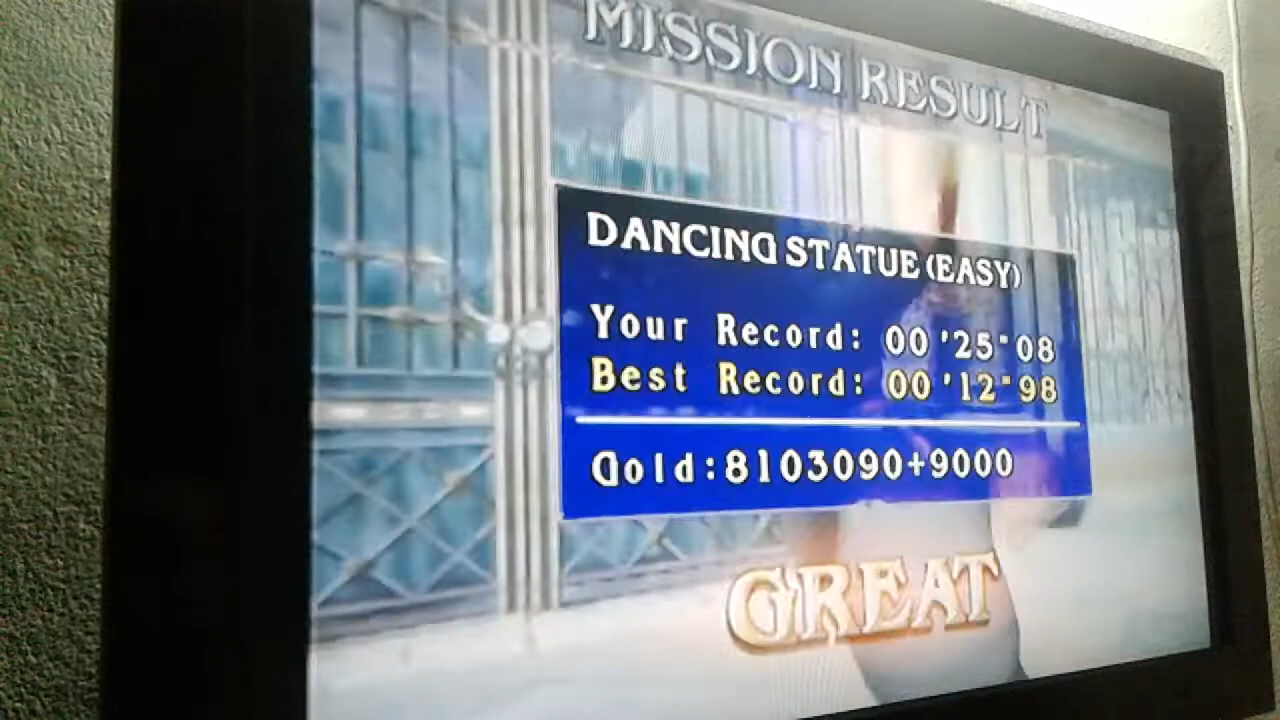 MISSION RESULT
DANCING STATUE (EASY)
Your Record: 00 '25"08
Best Record: 00 '12"98
Gold:8103090+9000
GREAT